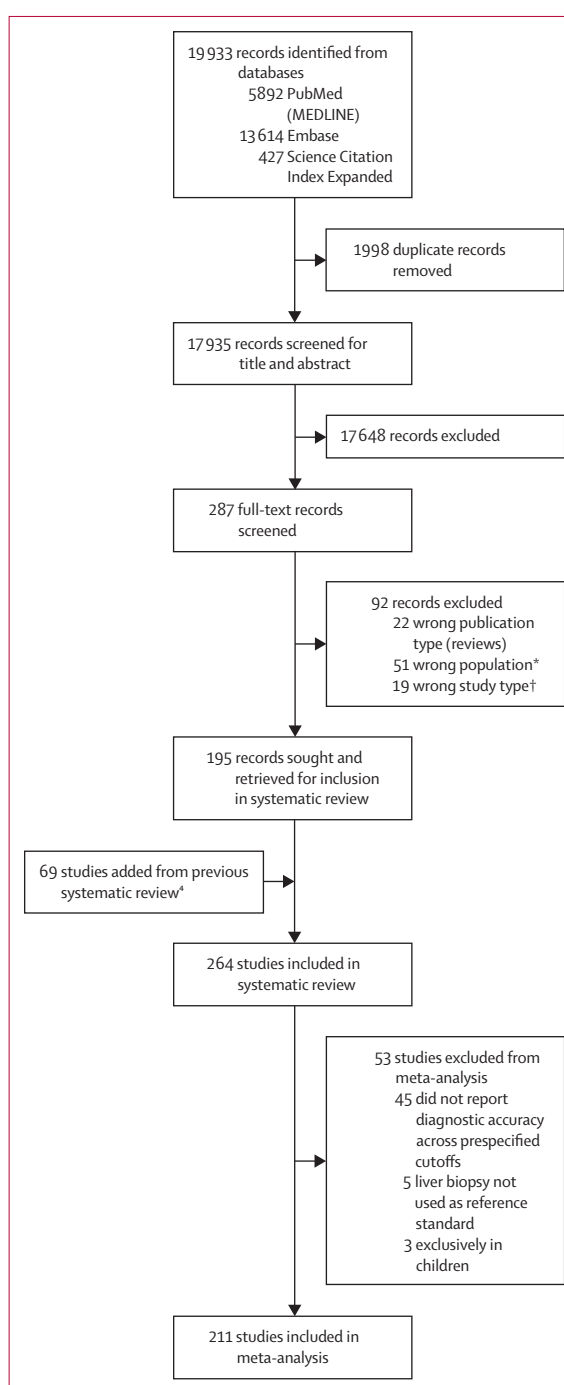 19 933 records identified from
databases
5892 PubMed
(MEDLINE)
13 614 Embase
427 Science Citation
Index Expanded
1998 duplicate records
removed
17 935 records screened for
title and abstract
17 648 records excluded
287 full-text records
screened
92 records excluded
22 wrong publication
type (reviews)
51 wrong population*
19 wrong study type†
195 records sought and
retrieved for inclusion
in systematic review
69 studies added from previous
systematic review⁴
264 studies included in
systematic review
53 studies excluded from
meta-analysis
45 did not report
diagnostic accuracy
across prespecified
cutoffs
5 liver biopsy not
used as reference
standard
3 exclusively in
children
211 studies included in
meta-analysis